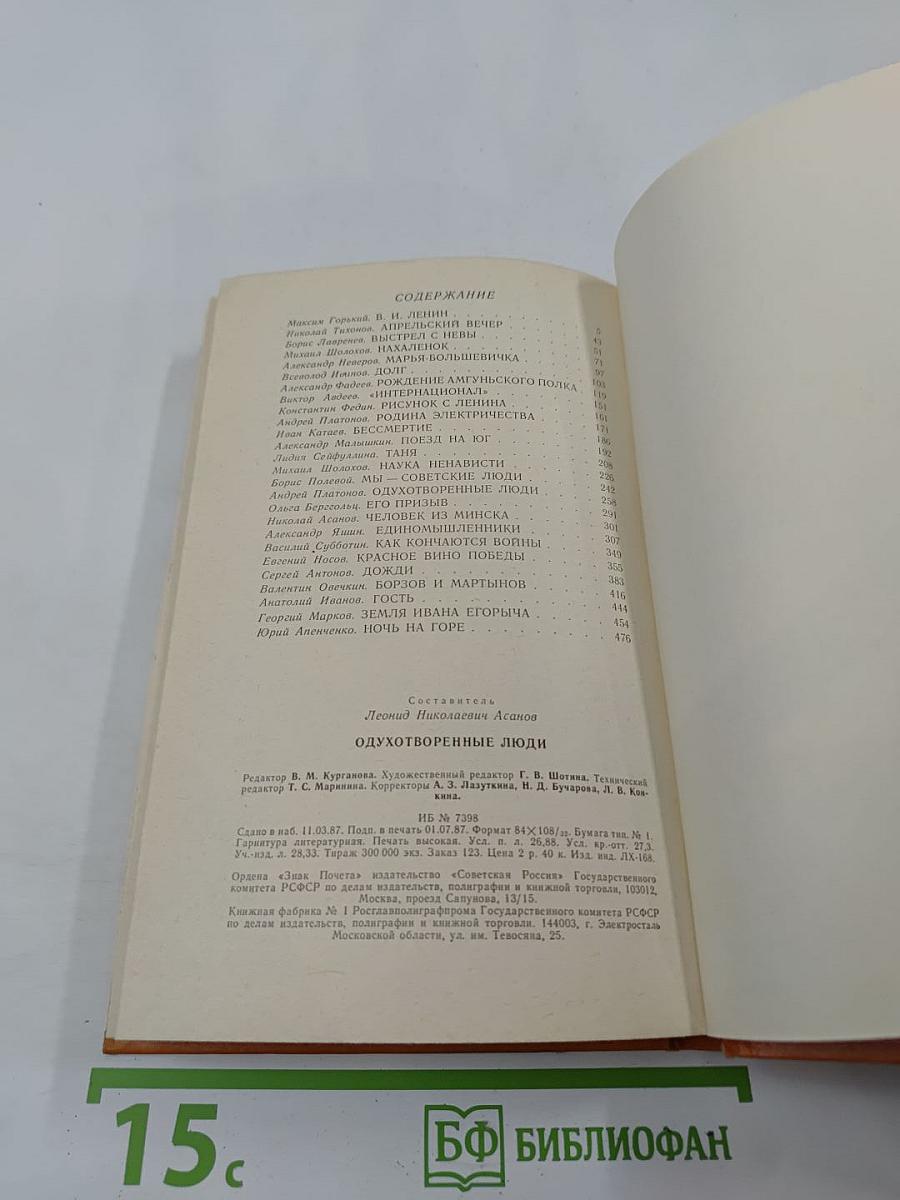 СОДЕРЖАНИЕ
Максим Горький. В. И. ЛЕНИН . . . . . . . . . . 5
Николай Тихонов. АПРЕЛЬСКИЙ ВЕЧЕР . . . . . . . 43
Борис Лавренев. ВЫСТРЕЛ С НЕВЫ . . . . . . . . 51
Михаил Шолохов. НАХАЛЕНОК . . . . . . . . . . 71
Александр Неверов. МАРЬЯ-БОЛЬШЕВИЧКА . . . . . 97
Всеволод Иванов. ДОЛГ . . . . . . . . . . . . 103
Александр Фадеев. РОЖДЕНИЕ АМГУНЬСКОГО ПОЛКА 119
Виктор Авдеев. «ИНТЕРНАЦИОНАЛ» . . . . . . . . 151
Константин Федин. РИСУНОК С ЛЕНИНА . . . . . . 161
Андрей Платонов. РОДИНА ЭЛЕКТРИЧЕСТВА . . . . . 171
Иван Катаев. БЕССМЕРТИЕ . . . . . . . . . . . 186
Александр Малышкин. ПОЕЗД НА ЮГ . . . . . . . 192
Лидия Сейфуллина. ТАНЯ . . . . . . . . . . . . 208
Михаил Шолохов. НАУКА НЕНАВИСТИ . . . . . . . 226
Борис Полевой. МЫ — СОВЕТСКИЕ ЛЮДИ . . . . . . 242
Андрей Платонов. ОДУХОТВОРЕННЫЕ ЛЮДИ . . . . . 258
Ольга Берггольц. ЕГО ПРИЗЫВ . . . . . . . . . 291
Николай Асанов. ЧЕЛОВЕК ИЗ МИНСКА . . . . . . 301
Александр Яшин. ЕДИНОМЫШЛЕННИКИ . . . . . . . 307
Василий Субботин. КАК КОНЧАЮТСЯ ВОЙНЫ . . . . . 349
Евгений Носов. КРАСНОЕ ВИНО ПОБЕДЫ . . . . . . 355
Сергей Антонов. ДОЖДИ . . . . . . . . . . . . 383
Валентин Овечкин. БОРЗОВ И МАРТЫНОВ . . . . . . 416
Анатолий Иванов. ГОСТЬ . . . . . . . . . . . . 444
Георгий Марков. ЗЕМЛЯ ИВАНА ЕГОРЫЧА . . . . . . 454
Юрий Апенченко. НОЧЬ НА ГОРЕ . . . . . . . . . 476
Составитель
Леонид Николаевич Асанов
ОДУХОТВОРЕННЫЕ ЛЮДИ
Редактор В. М. Курганова. Художественный редактор Г. В. Шотина. Технический
редактор Т. С. Маринина. Корректоры А. З. Лазуткина, Н. Д. Бучарова, Л. В. Кон-
кина.
ИБ № 7398
Сдано в наб. 11.03.87. Подп. в печать 01.07.87. Формат 84×108/32. Бумага тип. № 1.
Гарнитура литературная. Печать высокая. Усл. п. л. 26,88. Усл. кр.-отт. 27,3.
Уч.-изд. л. 28,33. Тираж 300 000 экз. Заказ 123. Цена 2 р. 40 к. Изд. инд. ЛХ-168.
Ордена «Знак Почета» издательство «Советская Россия» Государственного
комитета РСФСР по делам издательств, полиграфии и книжной торговли, 103012,
Москва, проезд Сапунова, 13/15.
Книжная фабрика № 1 Росглавполиграфпрома Государственного комитета РСФСР
по делам издательств, полиграфии и книжной торговли. 144003, г. Электросталь
Московской области, ул. им. Тевосяна, 25.
15 с
БФ БИБЛИОФАН